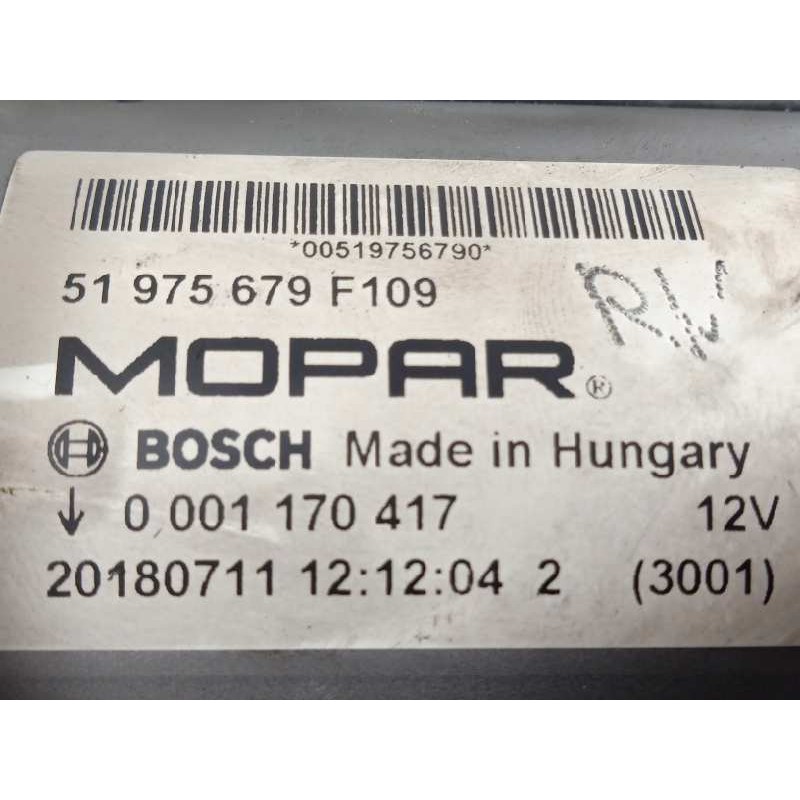 *00519756790*
51 975 679 F109
RV
MOPAR®
BOSCH Made in Hungary
↓ 0 001 170 417 12V
20180711 12:12:04 2 (3001)